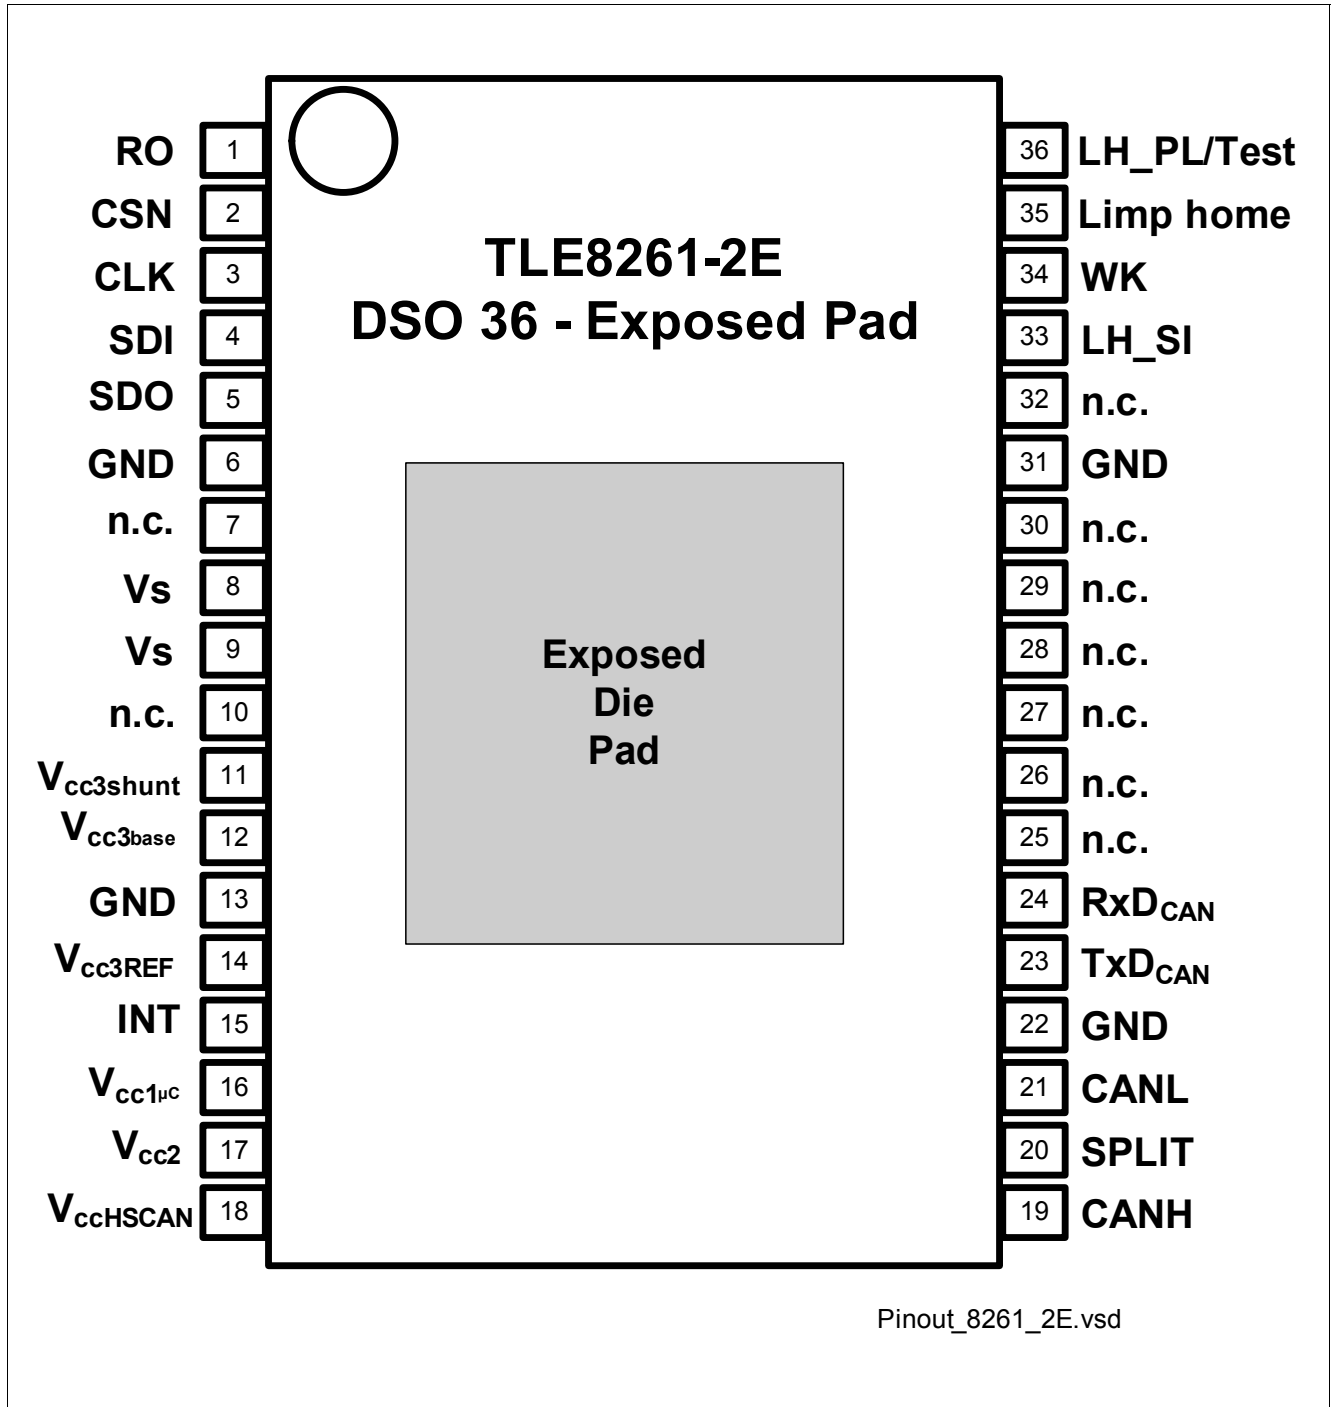 TLE8261-2E
DSO 36 - Exposed Pad
RO 1
CSN 2
CLK 3
SDI 4
SDO 5
GND 6
n.c. 7
Vs 8
Vs 9
n.c. 10
Vcc3shunt 11
Vcc3base 12
GND 13
Vcc3REF 14
INT 15
Vcc1µC 16
Vcc2 17
VccHSCAN 18
Exposed
Die
Pad
36 LH_PL/Test
35 Limp home
34 WK
33 LH_SI
32 n.c.
31 GND
30 n.c.
29 n.c.
28 n.c.
27 n.c.
26 n.c.
25 n.c.
24 RxDCAN
23 TxDCAN
22 GND
21 CANL
20 SPLIT
19 CANH
Pinout_8261_2E.vsd